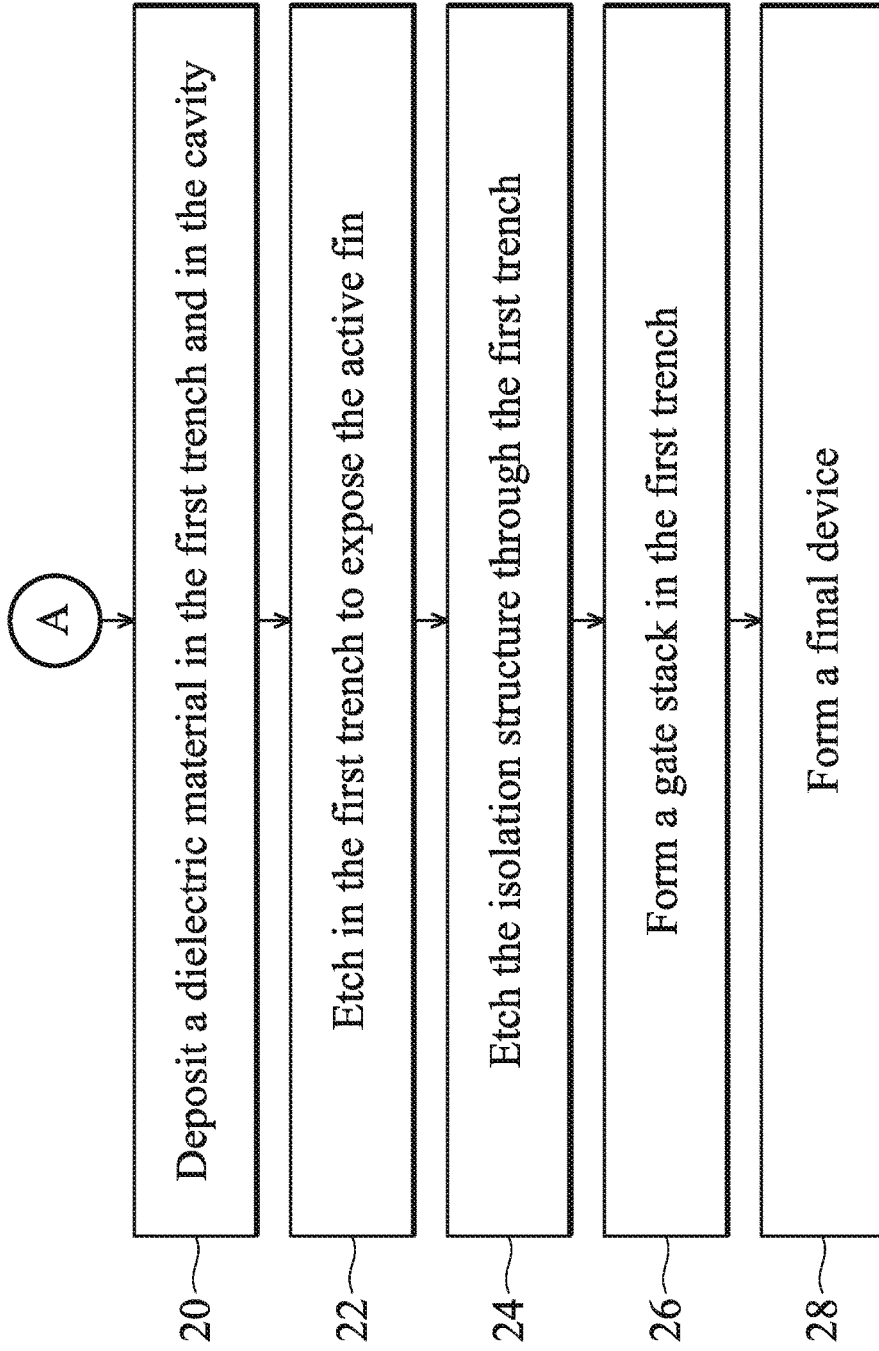 A
20
Deposit a dielectric material in the first trench and in the cavity
22
Etch in the first trench to expose the active fin
24
Etch the isolation structure through the first trench
26
Form a gate stack in the first trench
28
Form a final device